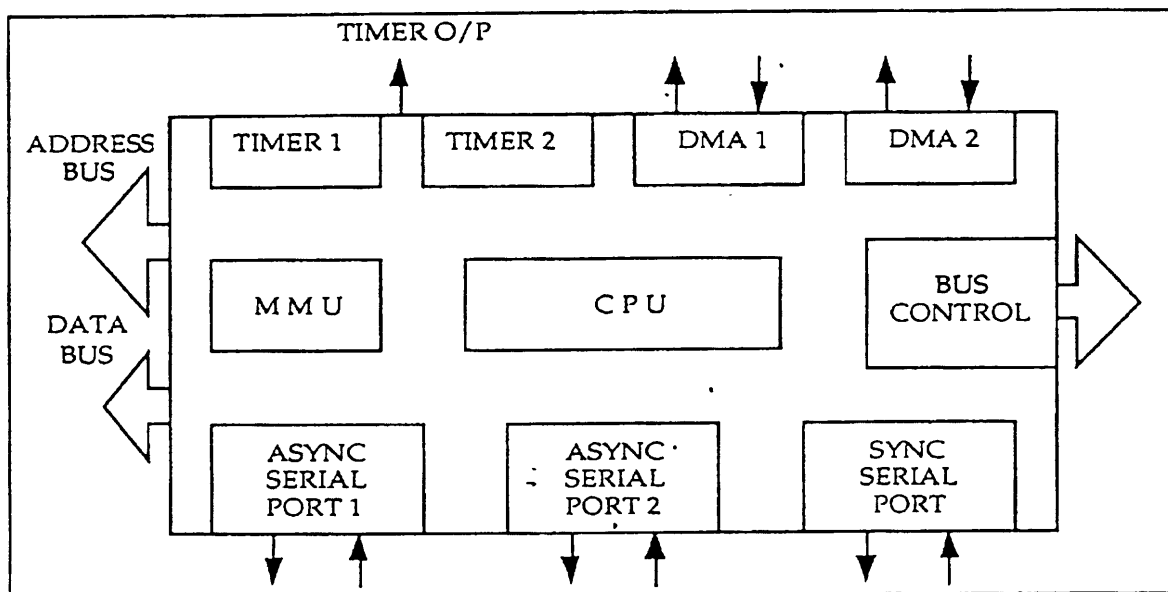 TIMER O/P
ADDRESS
BUS
TIMER 1
TIMER 2
DMA 1
DMA 2
MMU
CPU
BUS
CONTROL
DATA
BUS
ASYNC
SERIAL
PORT 1
ASYNC
SERIAL
PORT 2
SYNC
SERIAL
PORT